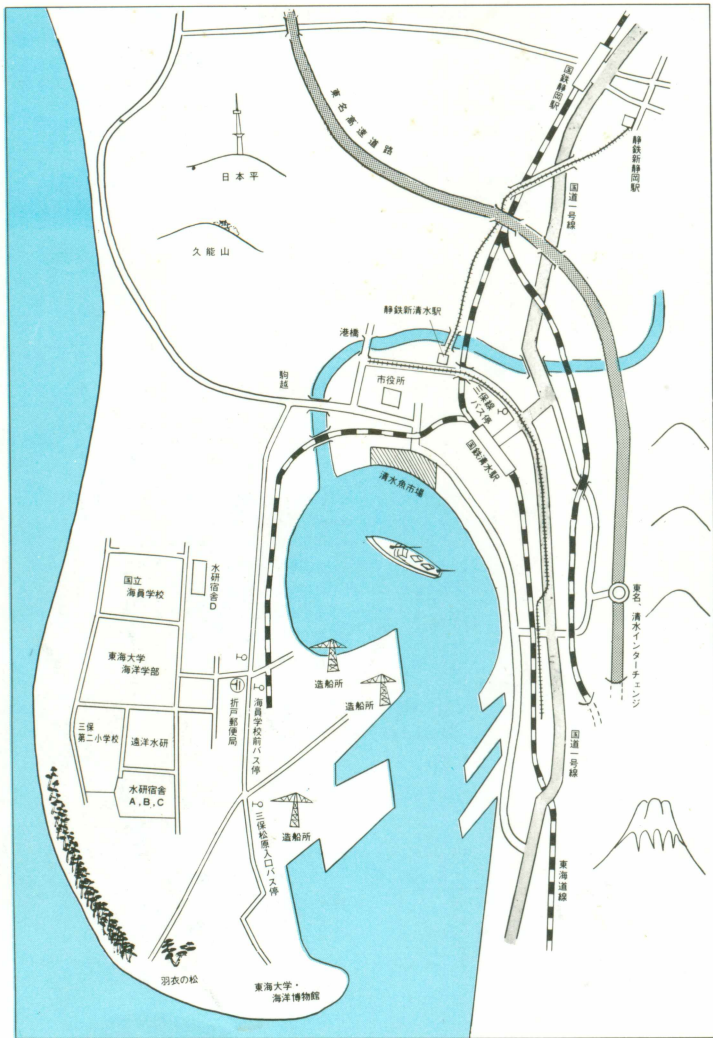 国鉄静岡駅
静鉄新静岡駅
東名高速道路
国道一号線
日本平
久能山
静鉄新清水駅
港橋
駒越
市役所
三保線
バス停
国鉄清水駅
清水魚市場
国立
海員学校
水研宿舎D
東海大学
海洋学部
東名、清水インターチェンジ
造船所
造船所
折戸郵便局
海員学校前バス停
三保
第二小学校
遠洋水研
国道一号線
水研宿舎
A,B,C
造船所
三保松原入口バス停
東海道線
羽衣の松
東海大学・
海洋博物館